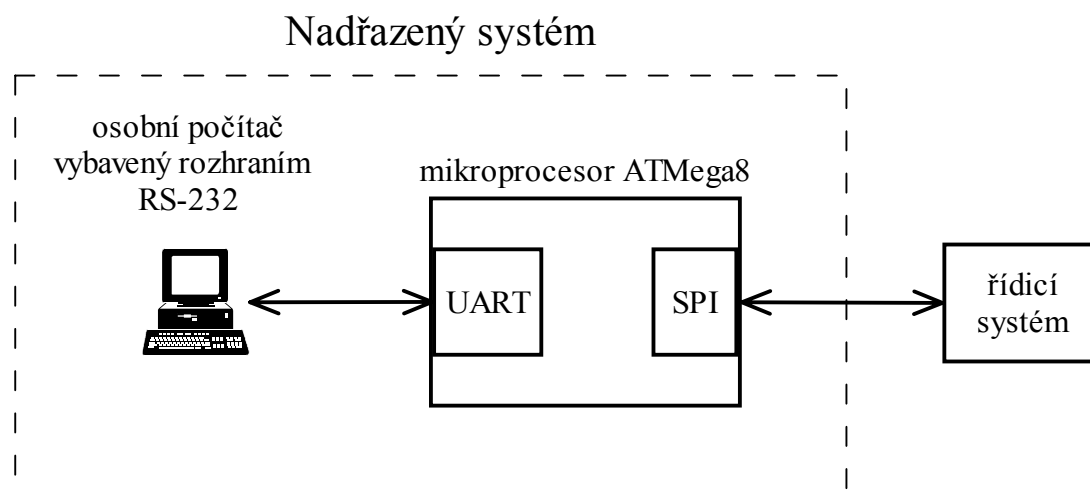 Nadřazený systém
osobní počítač
vybavený rozhraním
RS-232
mikroprocesor ATMega8
UART
SPI
řídicí
systém